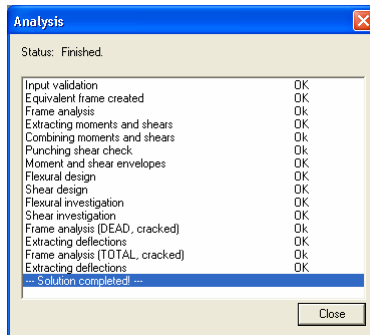 Analysis
Status: Finished.
Input validation OK
Equivalent frame created OK
Frame analysis Ok
Extracting moments and shears OK
Combining moments and shears Ok
Punching shear check Ok
Moment and shear envelopes OK
Flexural design OK
Shear design OK
Flexural investigation OK
Shear investigation OK
Frame analysis (DEAD, cracked) Ok
Extracting deflections OK
Frame analysis (TOTAL, cracked) Ok
Extracting deflections OK
--- Solution completed! ---
Close